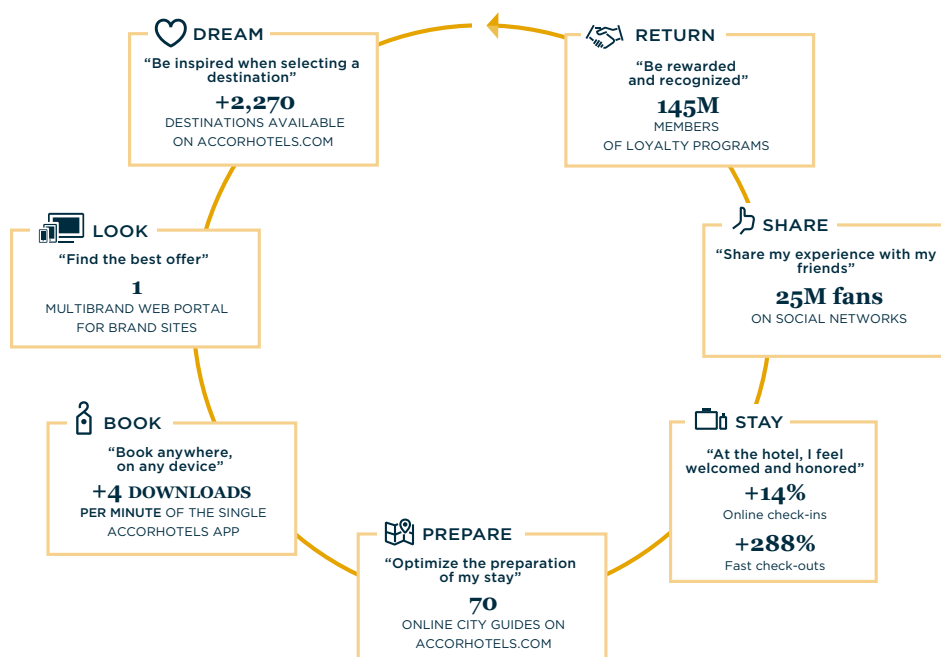 DREAM
“Be inspired when selecting a
destination”
+2,270
DESTINATIONS AVAILABLE
ON ACCORHOTELS.COM
LOOK
“Find the best offer”
1
MULTIBRAND WEB PORTAL
FOR BRAND SITES
BOOK
“Book anywhere,
on any device”
+4 DOWNLOADS
PER MINUTE OF THE SINGLE
ACCORHOTELS APP
PREPARE
“Optimize the preparation
of my stay”
70
ONLINE CITY GUIDES ON
ACCORHOTELS.COM
STAY
“At the hotel, I feel
welcomed and honored”
+14%
Online check-ins
+288%
Fast check-outs
SHARE
“Share my experience with my
friends”
25M fans
ON SOCIAL NETWORKS
RETURN
“Be rewarded
and recognized”
145M
MEMBERS
OF LOYALTY PROGRAMS